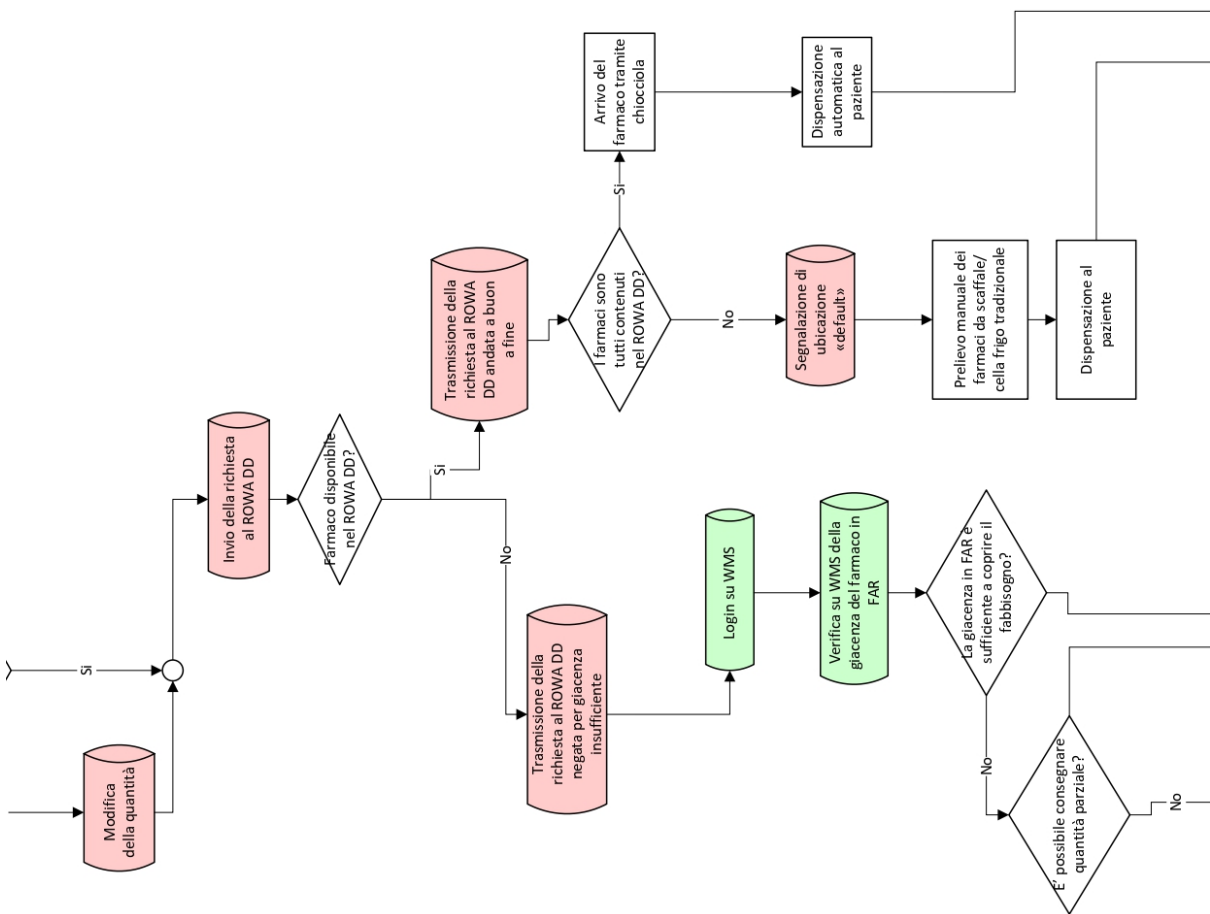 Si
Modifica
della quantità
Invio della richiesta
al ROWA DD
Farmaco disponibile
nel ROWA DD?
Si
No
Trasmissione della
richiesta al ROWA
DD andata a buon
a fine
I farmaci sono
tutti contenuti
nel ROWA DD?
Si
No
Arrivo del
farmaco tramite
chiocciola
Dispensazione
automatica al
paziente
Segnalazione di
ubicazione
«default»
Prelievo manuale dei
farmaci da scaffale/
cella frigo tradizionale
Dispensazione al
paziente
Trasmissione della
richiesta al ROWA DD
negata per giacenza
insufficiente
Login su WMS
Verifica su WMS della
giacenza del farmaco in
FAR
La giacenza in FAR è
sufficiente a coprire il
fabbisogno?
No
E' possibile consegnare
quantità parziale?
No